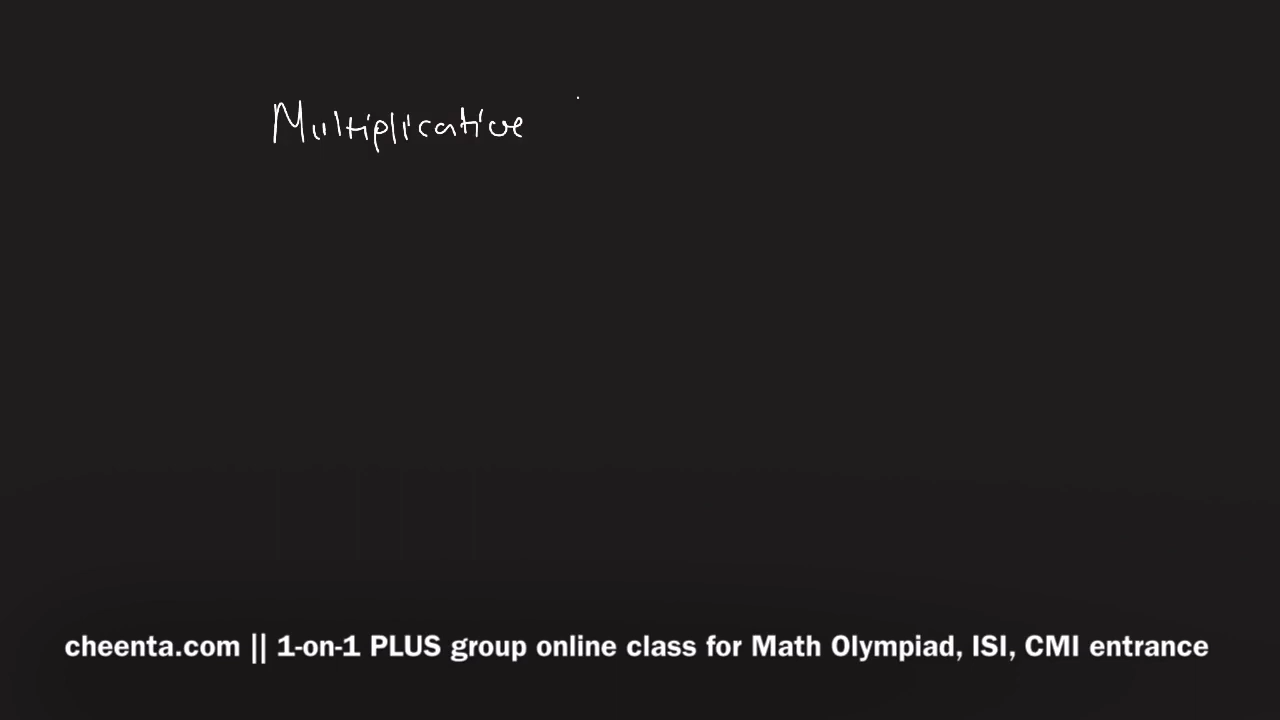 Multiplicative
cheenta.com || 1-on-1 PLUS group online class for Math Olympiad, ISI, CMI entrance